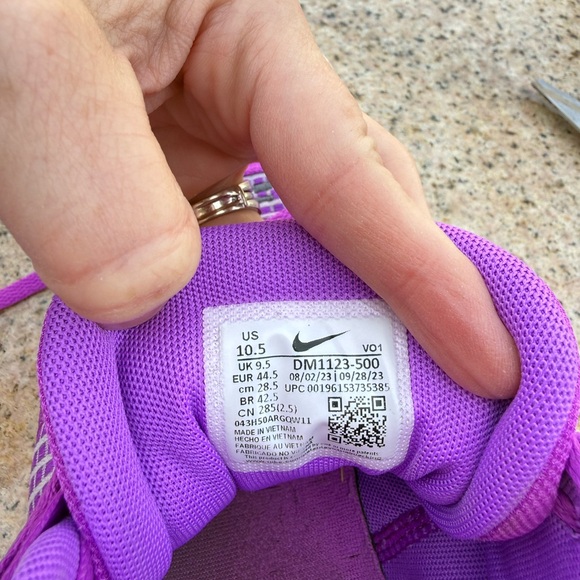 US
10.5 VO1
UK 9.5 DM1123-500
EUR 44.5 08/02/23 | 09/28/23
cm 28.5 UPC 00196153735385
BR 42.5
CN 285(2.5)
043H50ARGQW11
MADE IN VIETNAM
HECHO EN VIETNAM
FABRIQUE AU VIETNAM
FABRICADO NO